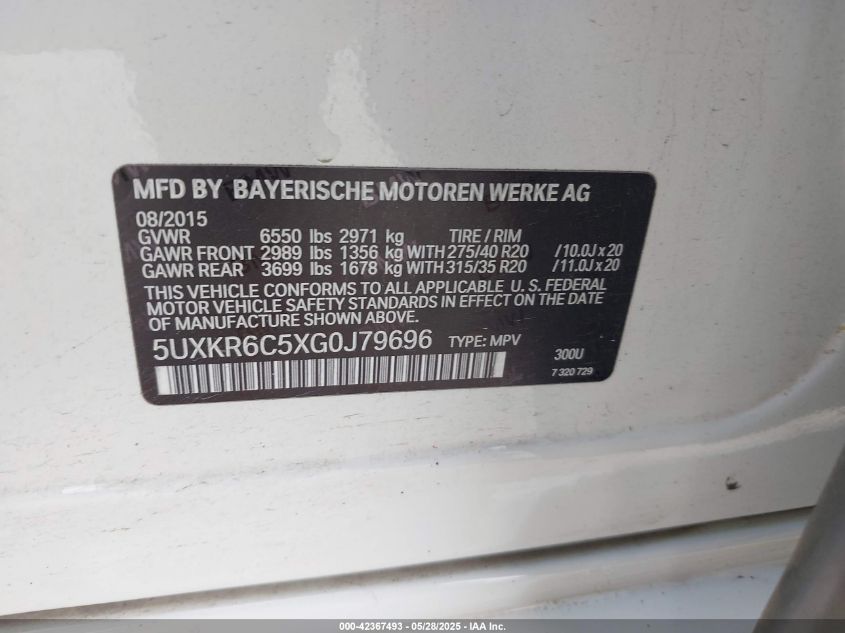 MFD BY BAYERISCHE MOTOREN WERKE AG
08/2015
GVWR 6550 lbs 2971 kg TIRE / RIM
GAWR FRONT 2989 lbs 1356 kg WITH 275/40 R20 /10.0J x 20
GAWR REAR 3699 lbs 1678 kg WITH 315/35 R20 /11.0J x 20
THIS VEHICLE CONFORMS TO ALL APPLICABLE U. S. FEDERAL
MOTOR VEHICLE SAFETY STANDARDS IN EFFECT ON THE DATE
OF MANUFACTURE SHOWN ABOVE.
5UXKR6C5XG0J79696 TYPE: MPV 300U
7 320 729
000-42367493 - 05/28/2025 - IAA Inc.